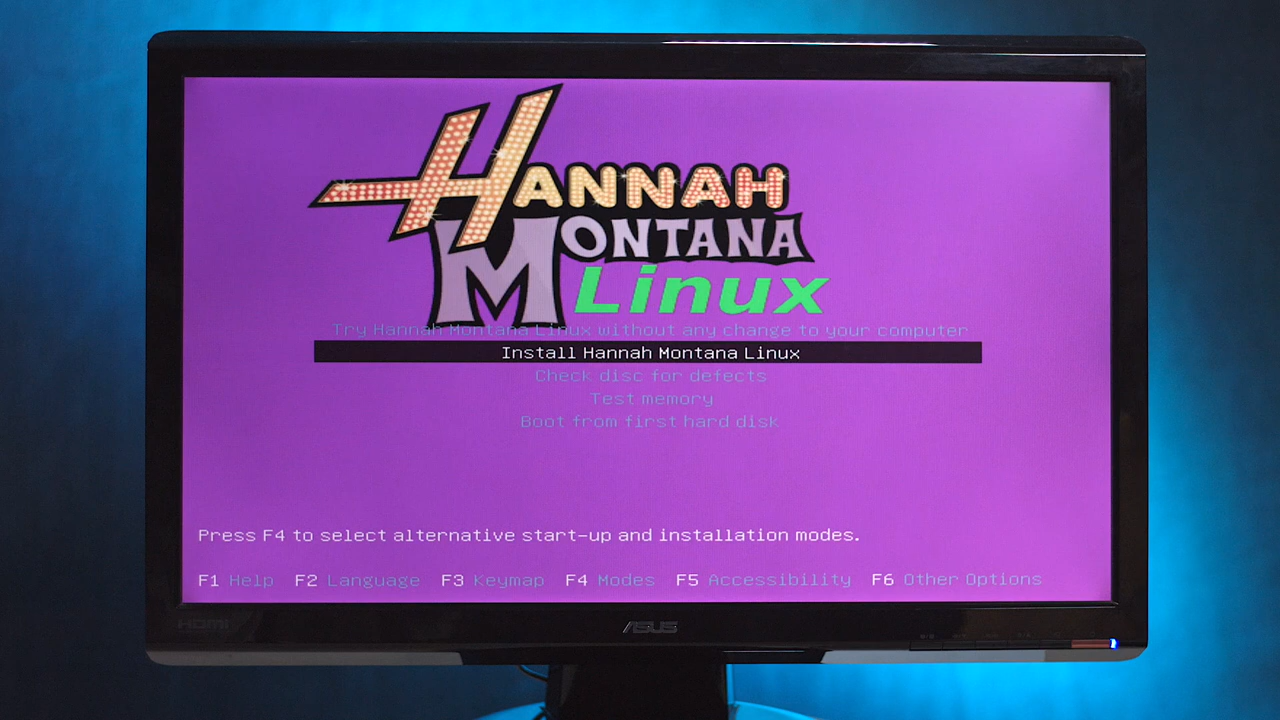 HANNAH
MONTANA
Linux
Try Hannah Montana Linux without any change to your computer
Install Hannah Montana Linux
Check disc for defects
Test memory
Boot from first hard disk
Press F4 to select alternative start-up and installation modes.
F1 Help F2 Language F3 Keymap F4 Modes F5 Accessibility F6 Other Options
HDMI ASUS